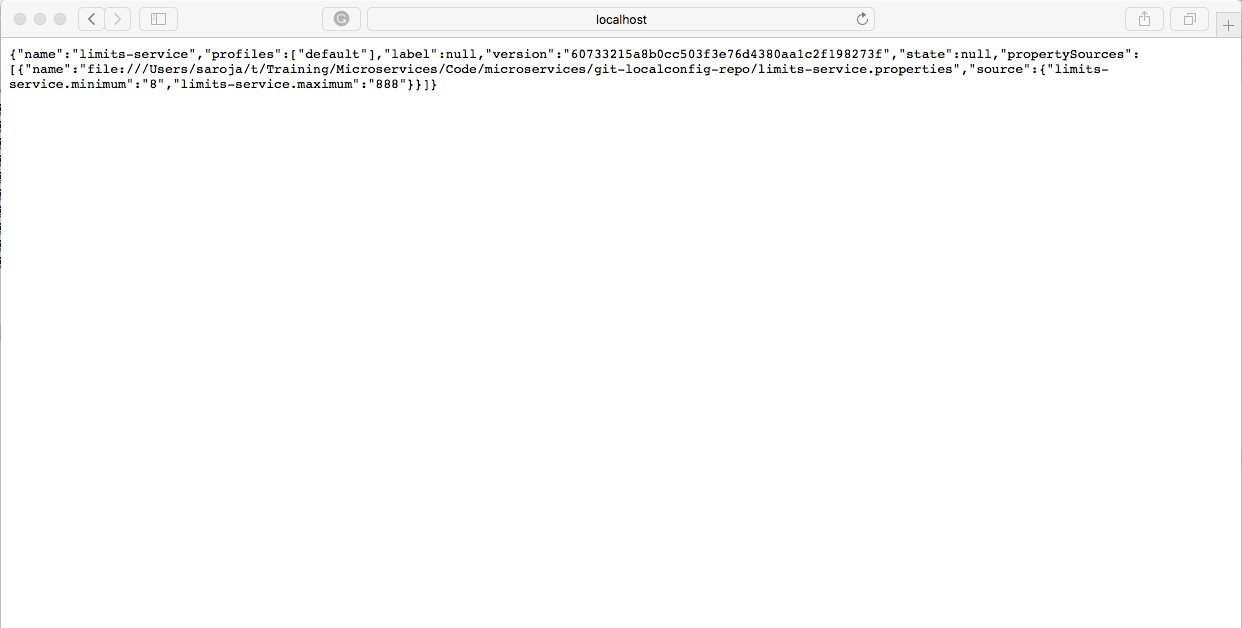 localhost
{"name":"limits-service","profiles":["default"],"label":null,"version":"60733215a8b0cc503f3e76d4380aa1c2f198273f","state":null,"propertySources":
[{"name":"file:///Users/saroja/t/Training/Microservices/Code/microservices/git-localconfig-repo/limits-service.properties","source":{"limits-
service.minimum":"8","limits-service.maximum":"888"}}]}